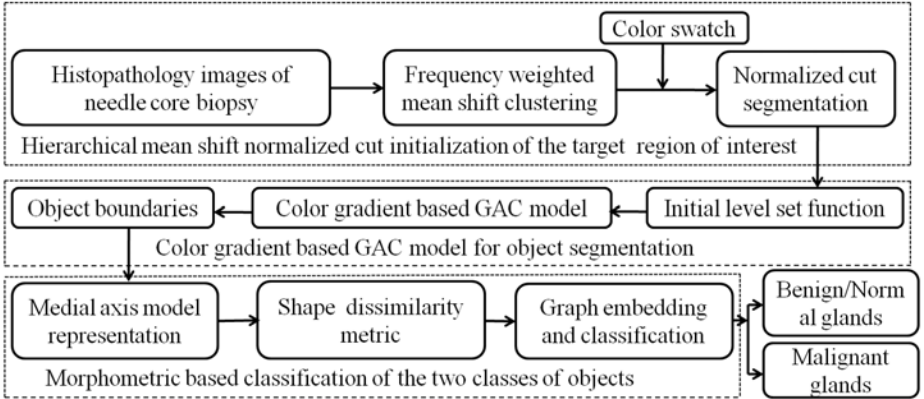 Color swatch
Histopathology images of
needle core biopsy
Frequency weighted
mean shift clustering
Normalized cut
segmentation
Hierarchical mean shift normalized cut initialization of the target region of interest
Object boundaries
Color gradient based GAC model
Initial level set function
Color gradient based GAC model for object segmentation
Medial axis model
representation
Shape dissimilarity
metric
Graph embedding
and classification
Benign/Norm
al glands
Malignant
glands
Morphometric based classification of the two classes of objects